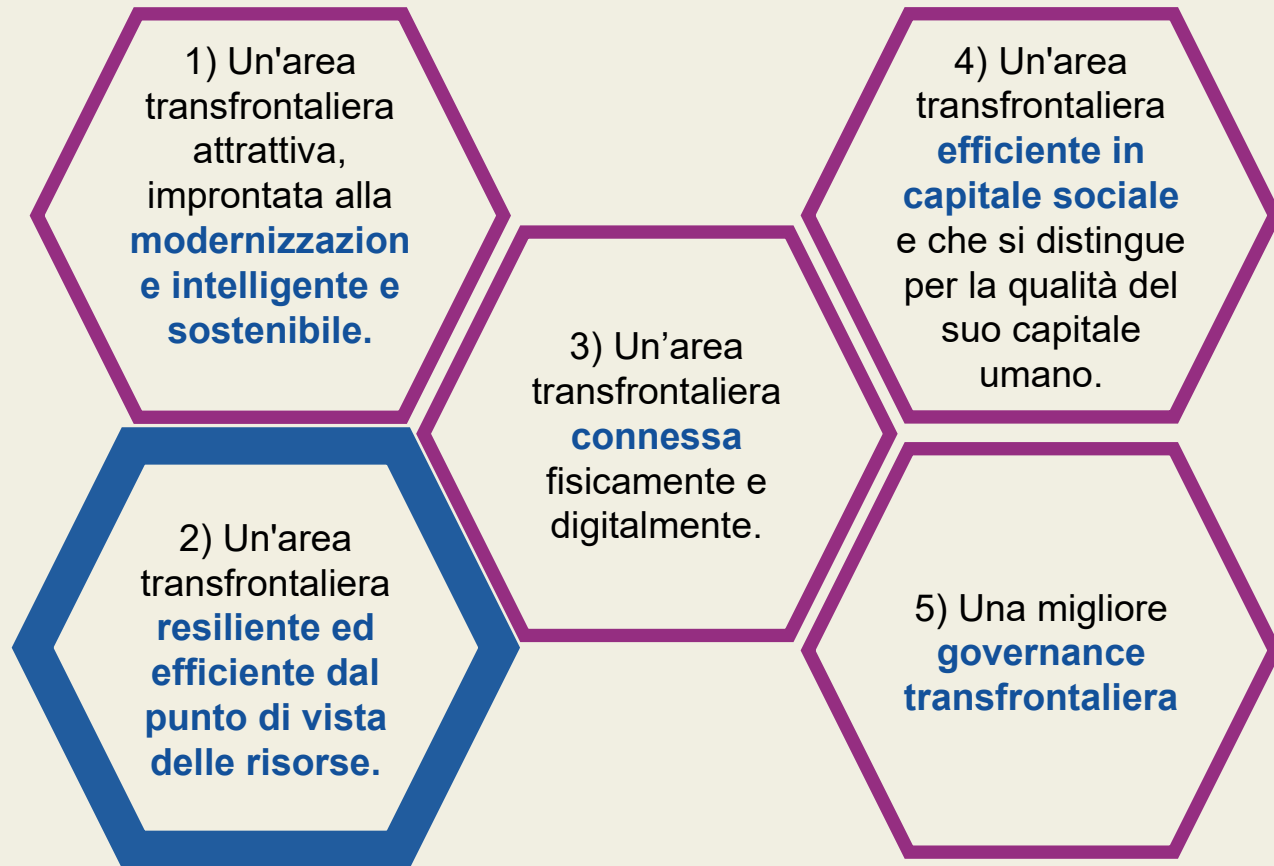 1) Un'area
transfrontaliera
attrattiva,
improntata alla
modernizzazion
e intelligente e
sostenibile.
2) Un'area
transfrontaliera
resiliente ed
efficiente dal
punto di vista
delle risorse.
3) Un’area
transfrontaliera
connessa
fisicamente e
digitalmente.
4) Un'area
transfrontaliera
efficiente in
capitale sociale
e che si distingue
per la qualità del
suo capitale
umano.
5) Una migliore
governance
transfrontaliera